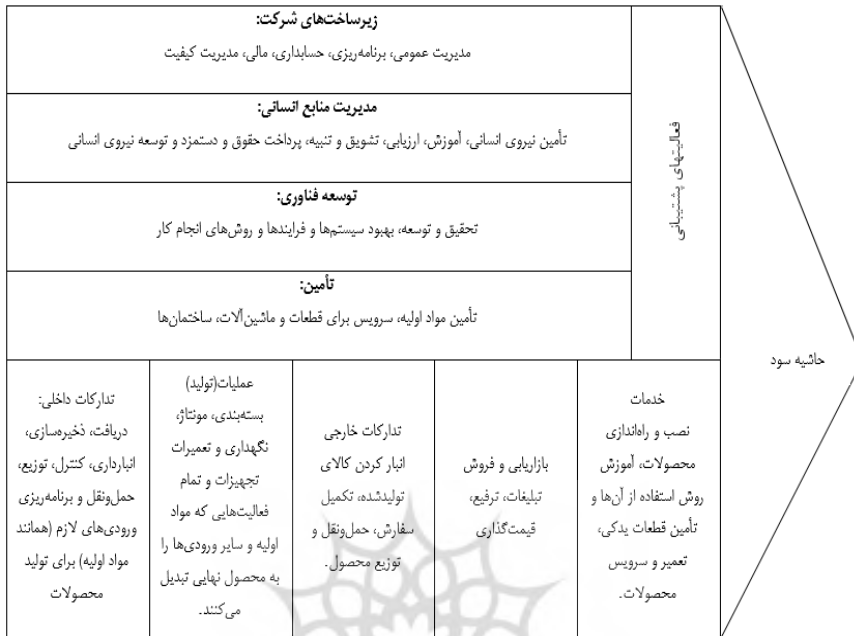 زیرساخت‌های شرکت:
مدیریت عمومی، برنامه‌ریزی، حسابداری، مالی، مدیریت کیفیت
مدیریت منابع انسانی:
تأمین نیروی انسانی، آموزش، ارزیابی، تشویق و تنبیه، پرداخت حقوق و دستمزد و توسعه نیروی انسانی
توسعه فناوری:
تحقیق و توسعه، بهبود سیستم‌ها و فرایندها و روش‌های انجام کار
تأمین:
تأمین مواد اولیه، سرویس برای قطعات و ماشین‌آلات، ساختمان‌ها
فعالیتهای پشتیبانی
حاشیه سود
خدمات
نصب و راه‌اندازی
محصولات، آموزش
روش استفاده از آن‌ها و
تأمین قطعات یدکی،
تعمیر و سرویس
محصولات.
بازاریابی و فروش
تبلیغات، ترفیع،
قیمت‌گذاری
تدارکات خارجی
انبار کردن کالای
تولیدشده، تکمیل
سفارش، حمل‌ونقل و
توزیع محصول.
عملیات(تولید)
بسته‌بندی، مونتاژ،
نگهداری و تعمیرات
تجهیزات و تمام
فعالیت‌هایی که مواد
اولیه و سایر ورودی‌ها را
به محصول نهایی تبدیل
می‌کنند.
تدارکات داخلی:
دریافت، ذخیره‌سازی،
انبارداری، کنترل، توزیع،
حمل‌ونقل و برنامه‌ریزی
ورودی‌های لازم (همانند
مواد اولیه) برای تولید
محصولات